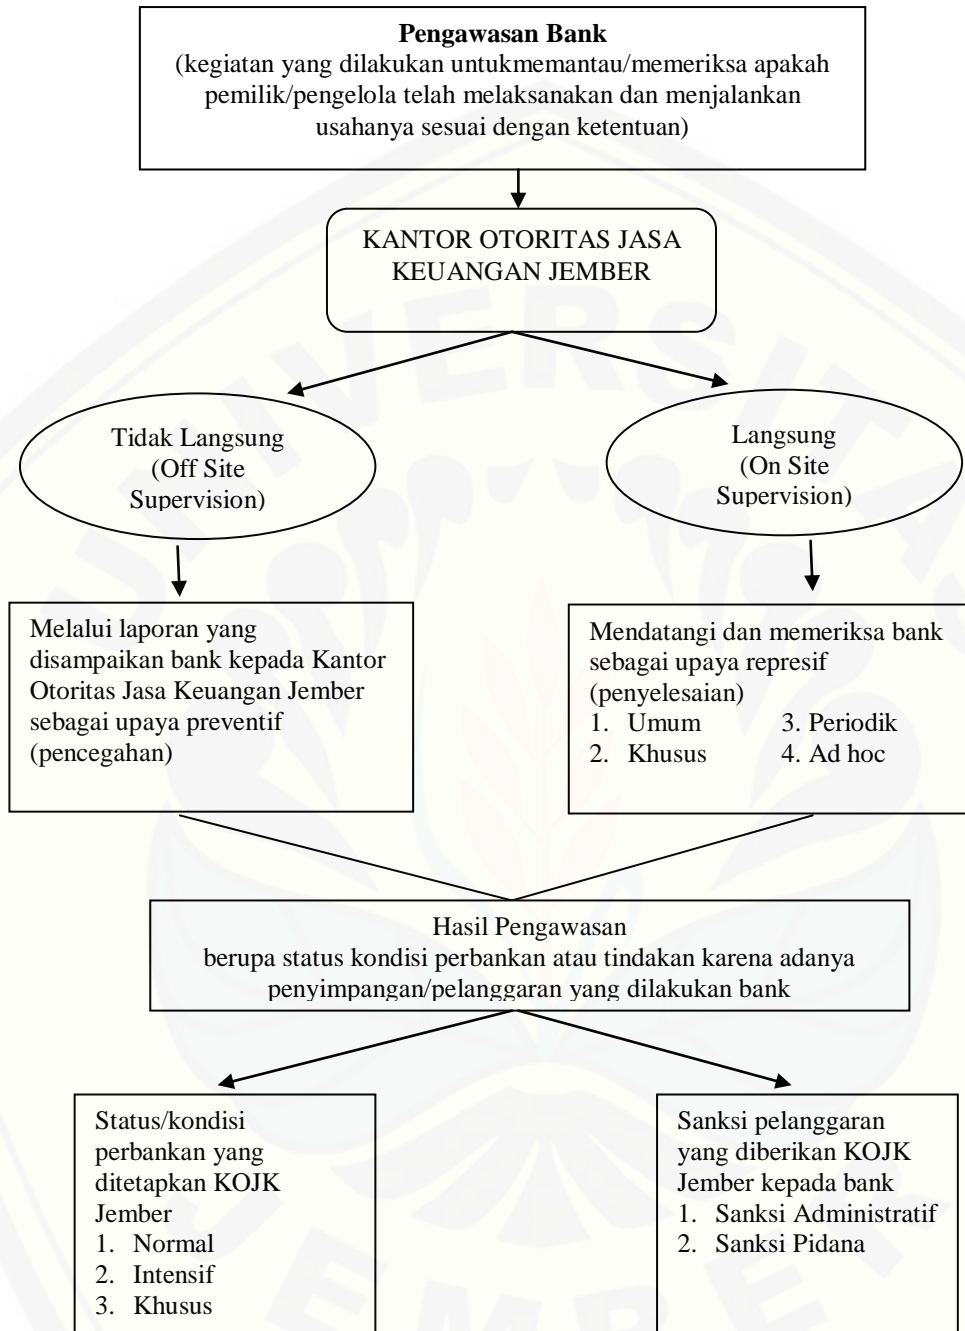 Pengawasan Bank
(kegiatan yang dilakukan untukmemantau/memeriksa apakah
pemilik/pengelola telah melaksanakan dan menjalankan
usahanya sesuai dengan ketentuan)
KANTOR OTORITAS JASA
KEUANGAN JEMBER
Tidak Langsung
(Off Site
Supervision)
Langsung
(On Site
Supervision)
Melalui laporan yang
disampaikan bank kepada Kantor
Otoritas Jasa Keuangan Jember
sebagai upaya preventif
(pencegahan)
Mendatangi dan memeriksa bank
sebagai upaya represif
(penyelesaian)
1. Umum 3. Periodik
2. Khusus 4. Ad hoc
Hasil Pengawasan
berupa status kondisi perbankan atau tindakan karena adanya
penyimpangan/pelanggaran yang dilakukan bank
Status/kondisi
perbankan yang
ditetapkan KOJK
Jember
1. Normal
2. Intensif
3. Khusus
Sanksi pelanggaran
yang diberikan KOJK
Jember kepada bank
1. Sanksi Administratif
2. Sanksi Pidana
UNIVERSITAS
JEMBER